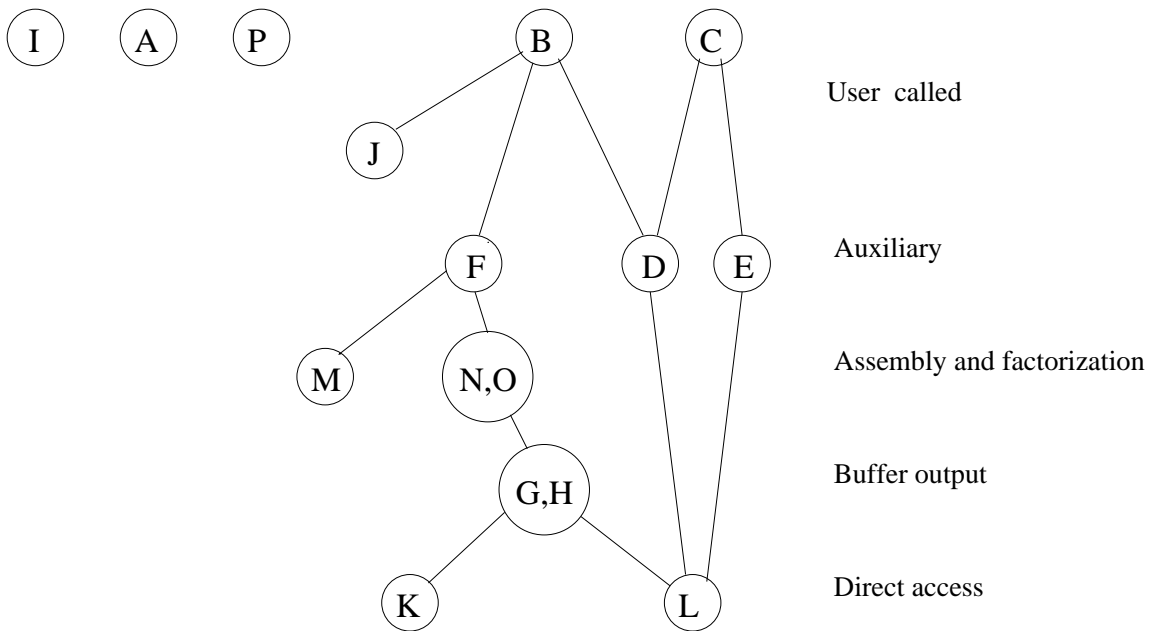 I A P B C
User called
J
Auxiliary
F D E
Assembly and factorization
M N,O
Buffer output
G,H
Direct access
K L